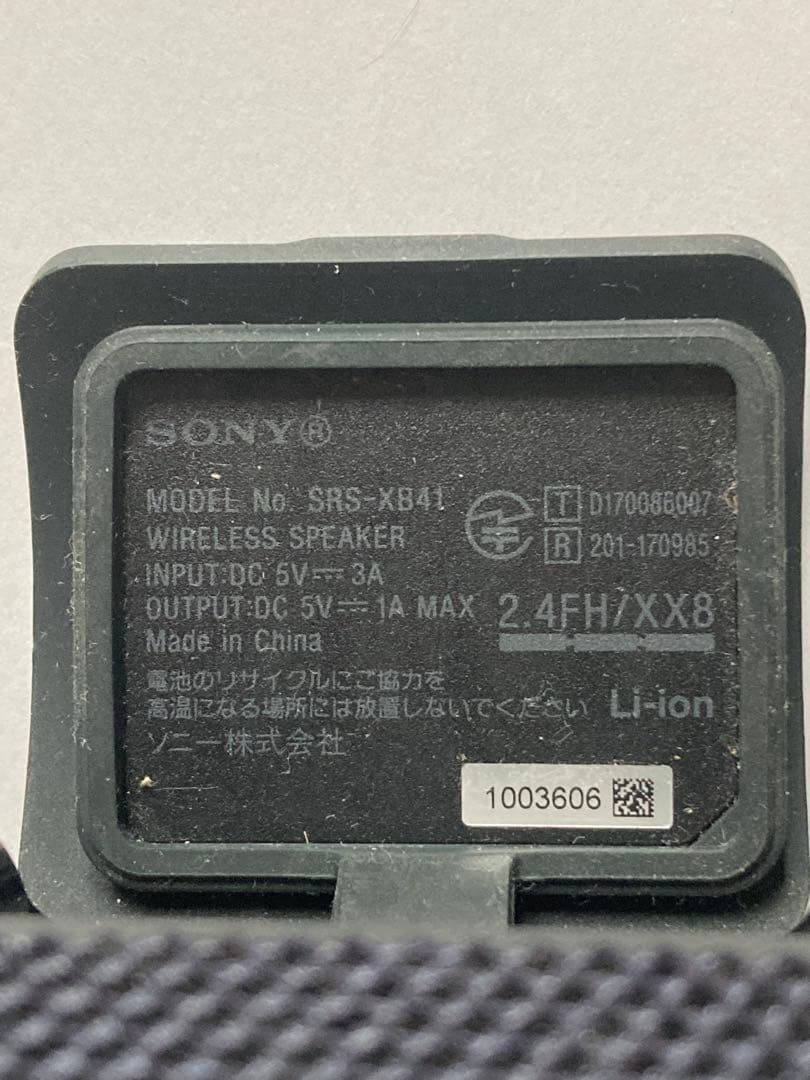 SONY®
MODEL No. SRS-XB41
WIRELESS SPEAKER
INPUT:DC 5V⎓3A
OUTPUT:DC 5V⎓1A MAX
Made in China
T D170086007
R 201-170985
2.4FH/XX8
電池のリサイクルにご協力を
高温になる場所には放置しないでください
ソニー株式会社
Li-ion
1003606